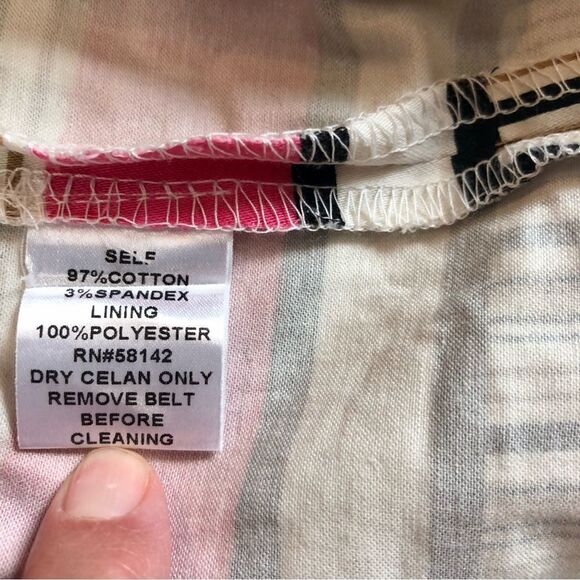 SELF
97%COTTON
3%SPANDEX
LINING
100%POLYESTER
RN#58142
DRY CELAN ONLY
REMOVE BELT
BEFORE
CLEANING